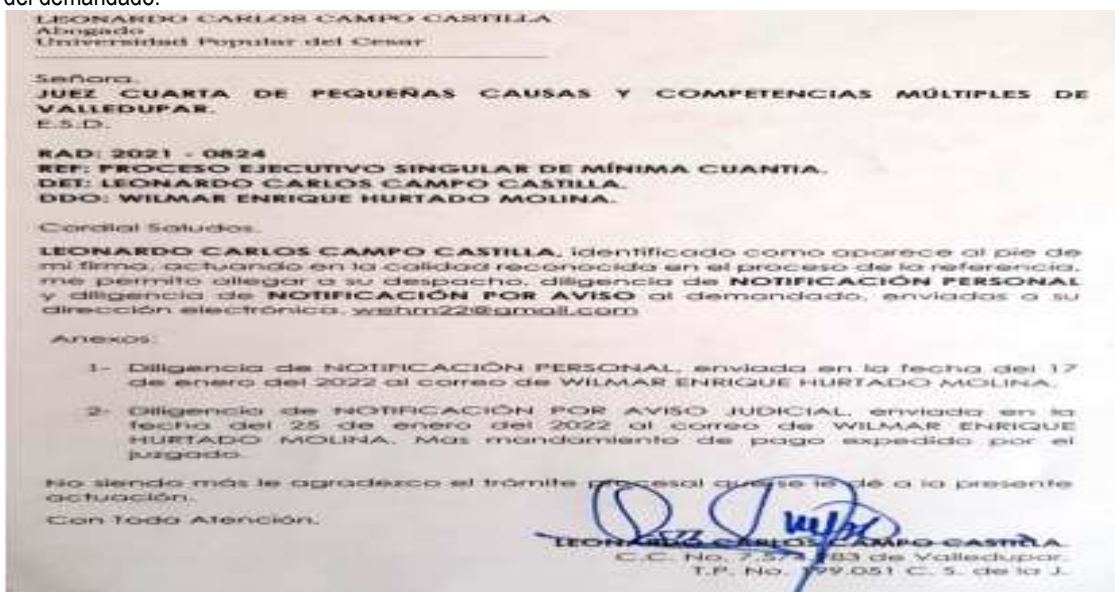 del demandado.
LEONARDO CARLOS CAMPO CASTILLA
Abogado
Universidad Popular del Cesar
Señora.
JUEZ CUARTA DE PEQUEÑAS CAUSAS Y COMPETENCIAS MÚLTIPLES DE
VALLEDUPAR.
E.S.D.
RAD: 2021 - 0824
REF: PROCESO EJECUTIVO SINGULAR DE MÍNIMA CUANTIA.
DET: LEONARDO CARLOS CAMPO CASTILLA.
DDO: WILMAR ENRIQUE HURTADO MOLINA.
Cordial Saludos.
LEONARDO CARLOS CAMPO CASTILLA, identificado como aparece al pie de
mi firma, actuando en la calidad reconocida en el proceso de la referencia,
me permito allegar a su despacho, diligencia de NOTIFICACIÓN PERSONAL
y diligencia de NOTIFICACIÓN POR AVISO al demandado, enviadas a su
dirección electrónica. wehm22@gmail.com
Anexos:
1- Diligencia de NOTIFICACIÓN PERSONAL, enviada en la fecha del 17
de enero del 2022 al correo de WILMAR ENRIQUE HURTADO MOLINA.
2- Diligencia de NOTIFICACIÓN POR AVISO JUDICIAL, enviada en la
fecha del 25 de enero del 2022 al correo de WILMAR ENRIQUE
HURTADO MOLINA. Mas mandamiento de pago expedido por el
juzgado.
No siendo más le agradezco el trámite procesal que se le dé a la presente
actuación.
Con Toda Atención.
LEONARDO CARLOS CAMPO CASTILLA
C.C. No. de Valledupar.
T.P. No. 199.051 C. S. de la J.